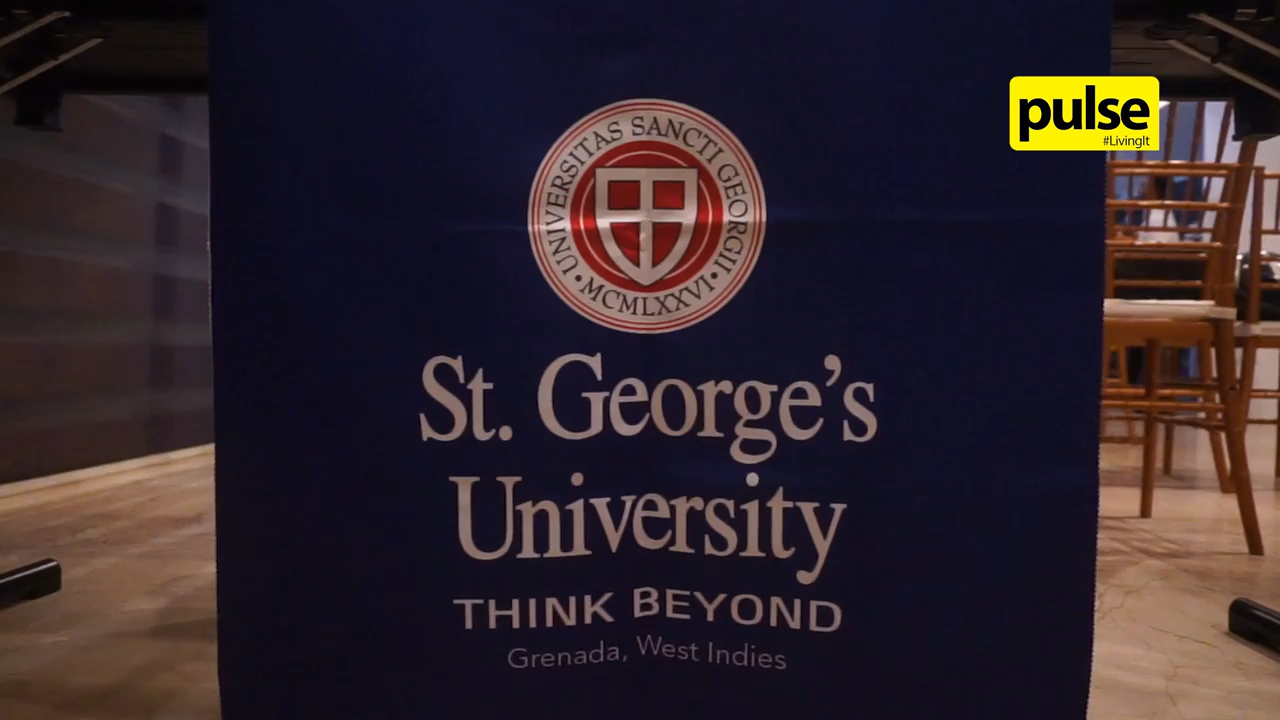 pulse
#LivingIt
UNIVERSITAS SANCTI GEORGII
• MCMLXXVI •
St. George's
University
THINK BEYOND
Grenada, West Indies